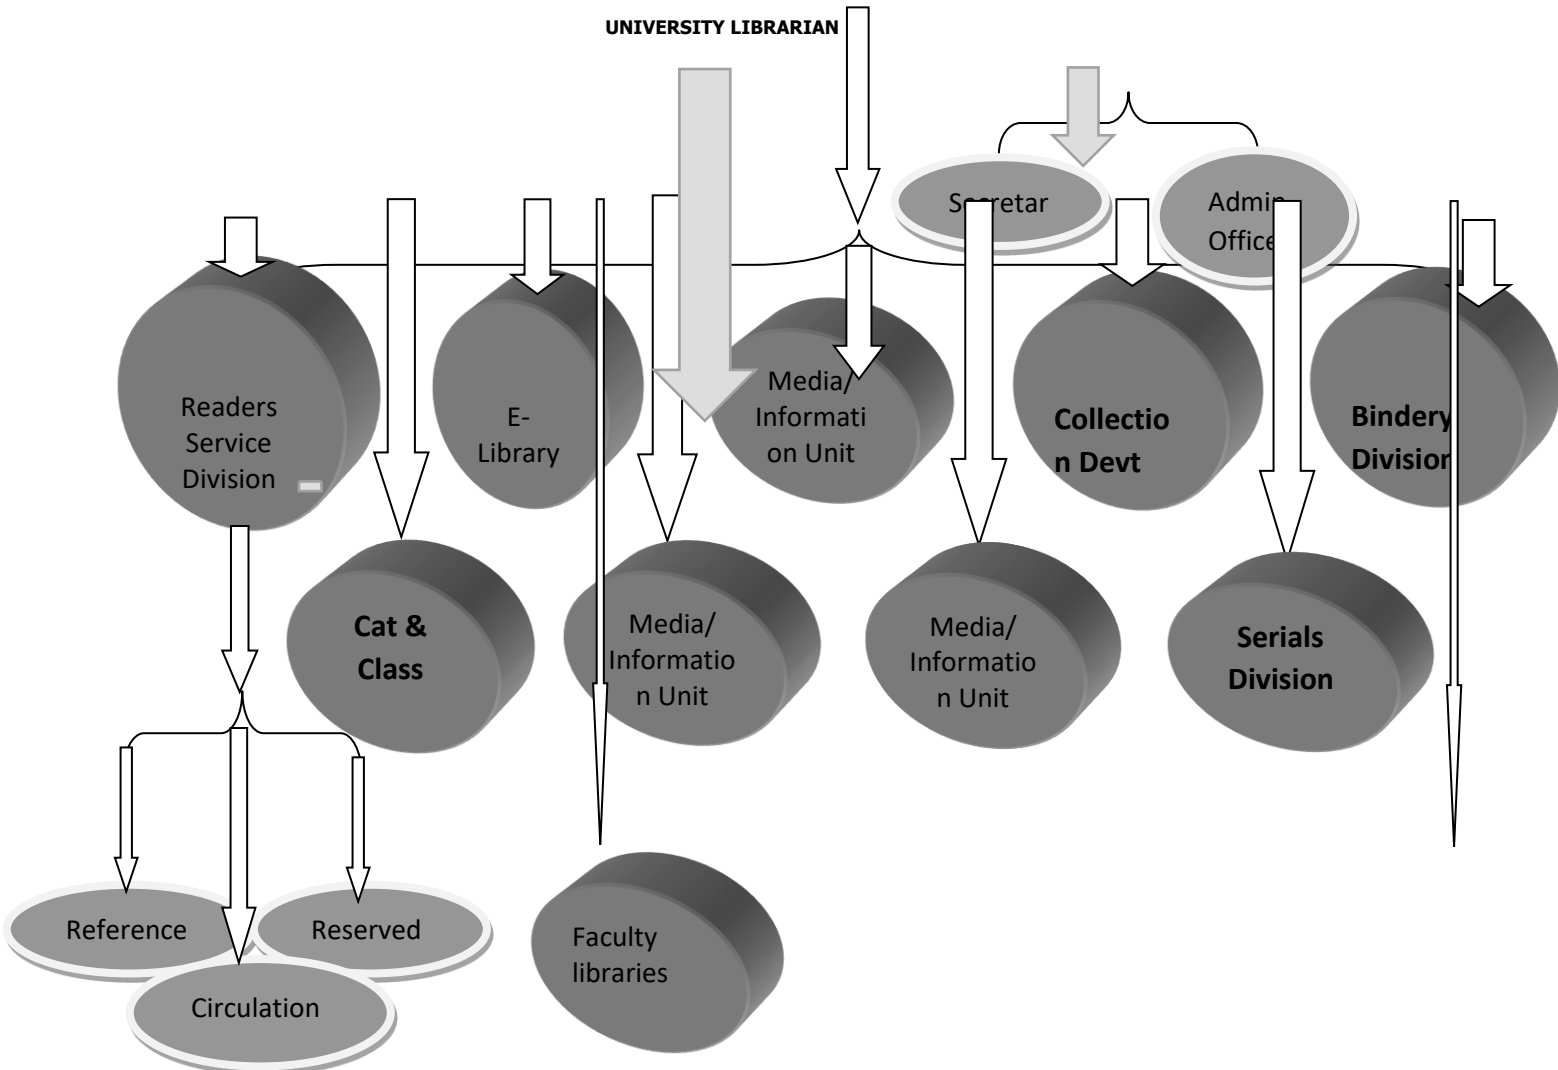 UNIVERSITY LIBRARIAN
Secretar
Admin
Office
Readers
Service
Division
E-
Library
Media/
Informati
on Unit
Collectio
n Devt
Bindery
Division
Cat &
Class
Media/
Informatio
n Unit
Media/
Informatio
n Unit
Serials
Division
Reference
Reserved
Circulation
Faculty
libraries